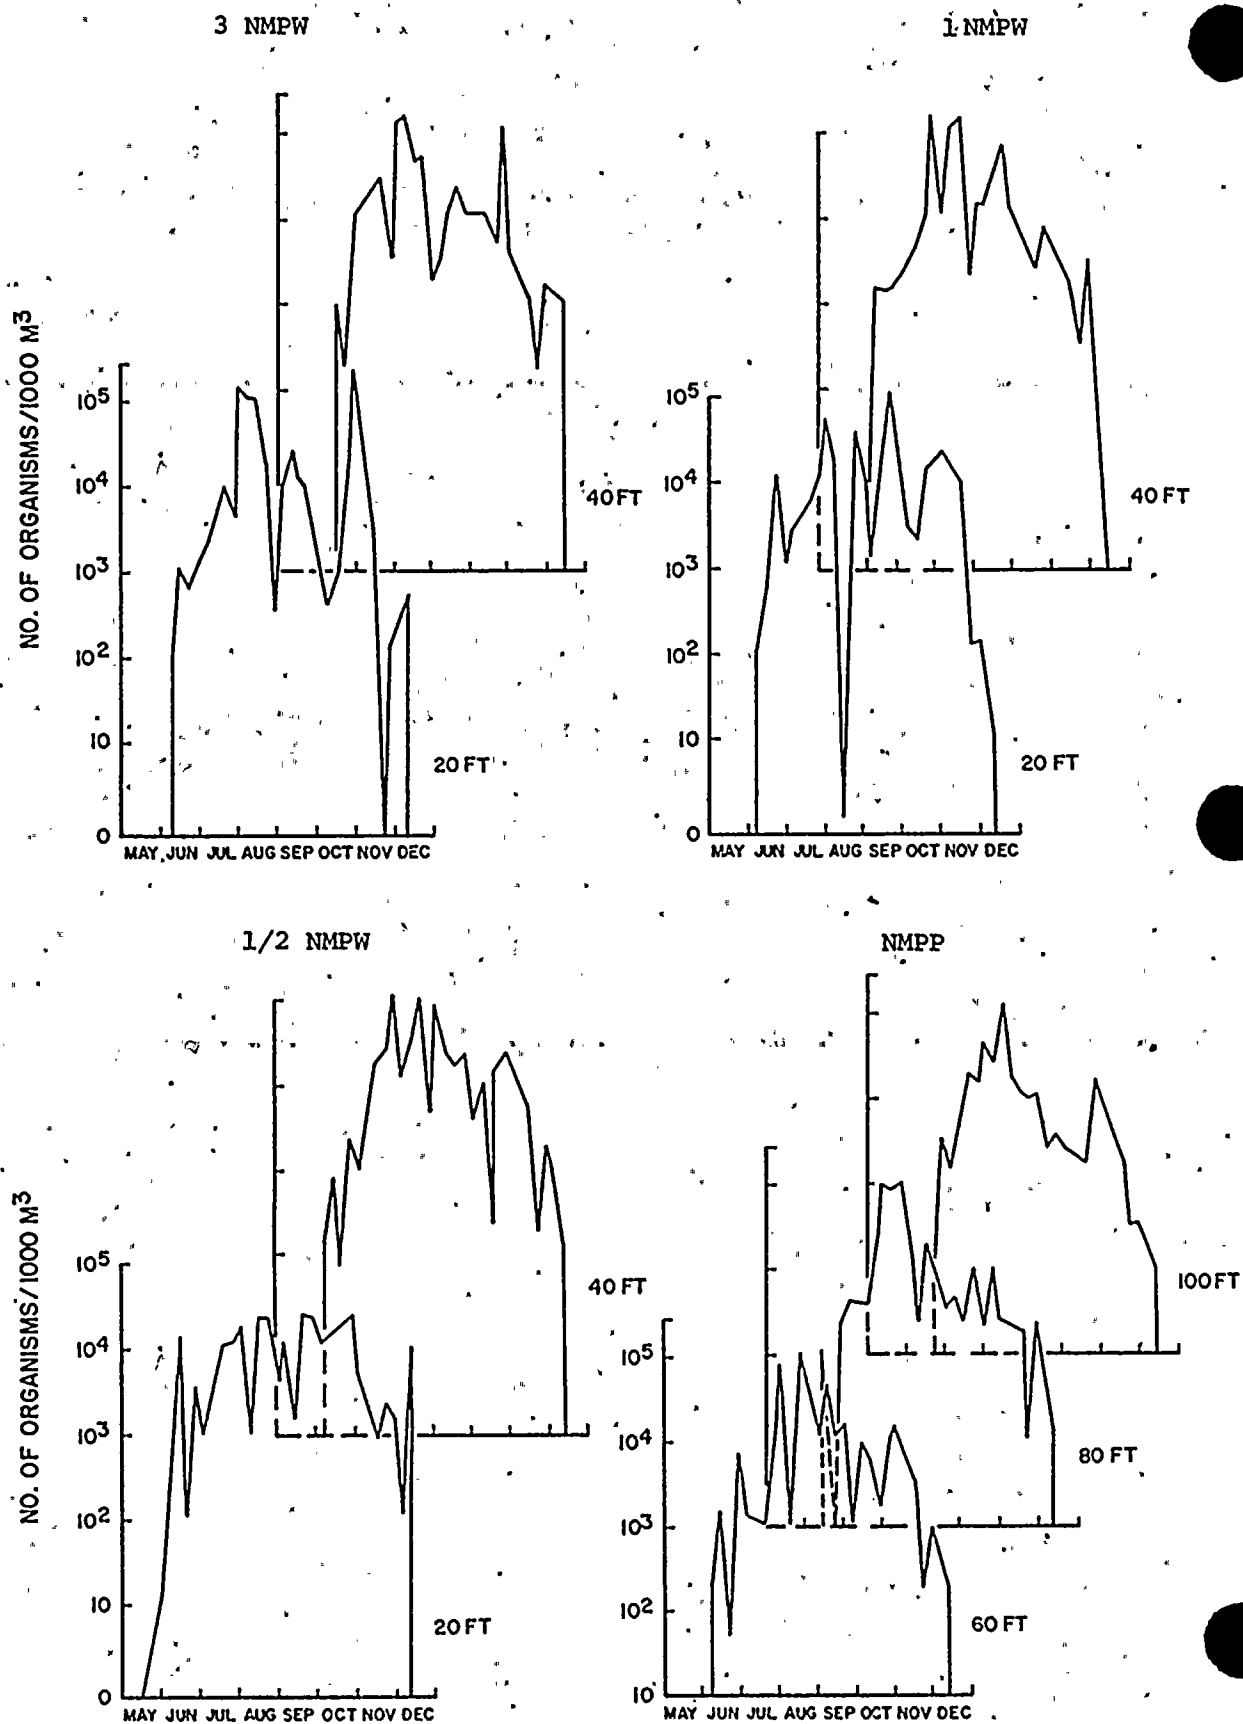 3 NMPW
1 NMPW
NO. OF ORGANISMS/1000 M³
10⁵
10⁴
10³
10²
10
0
40 FT
20 FT
MAY JUN JUL AUG SEP OCT NOV DEC
10⁵
10⁴
10³
10²
10
0
40 FT
20 FT
MAY JUN JUL AUG SEP OCT NOV DEC
1/2 NMPW
NMPP
NO. OF ORGANISMS/1000 M³
10⁵
10⁴
10³
10²
10
0
40 FT
20 FT
MAY JUN JUL AUG SEP OCT NOV DEC
10⁵
10⁴
10³
10²
10
100 FT
80 FT
60 FT
MAY JUN JUL AUG SEP OCT NOV DEC